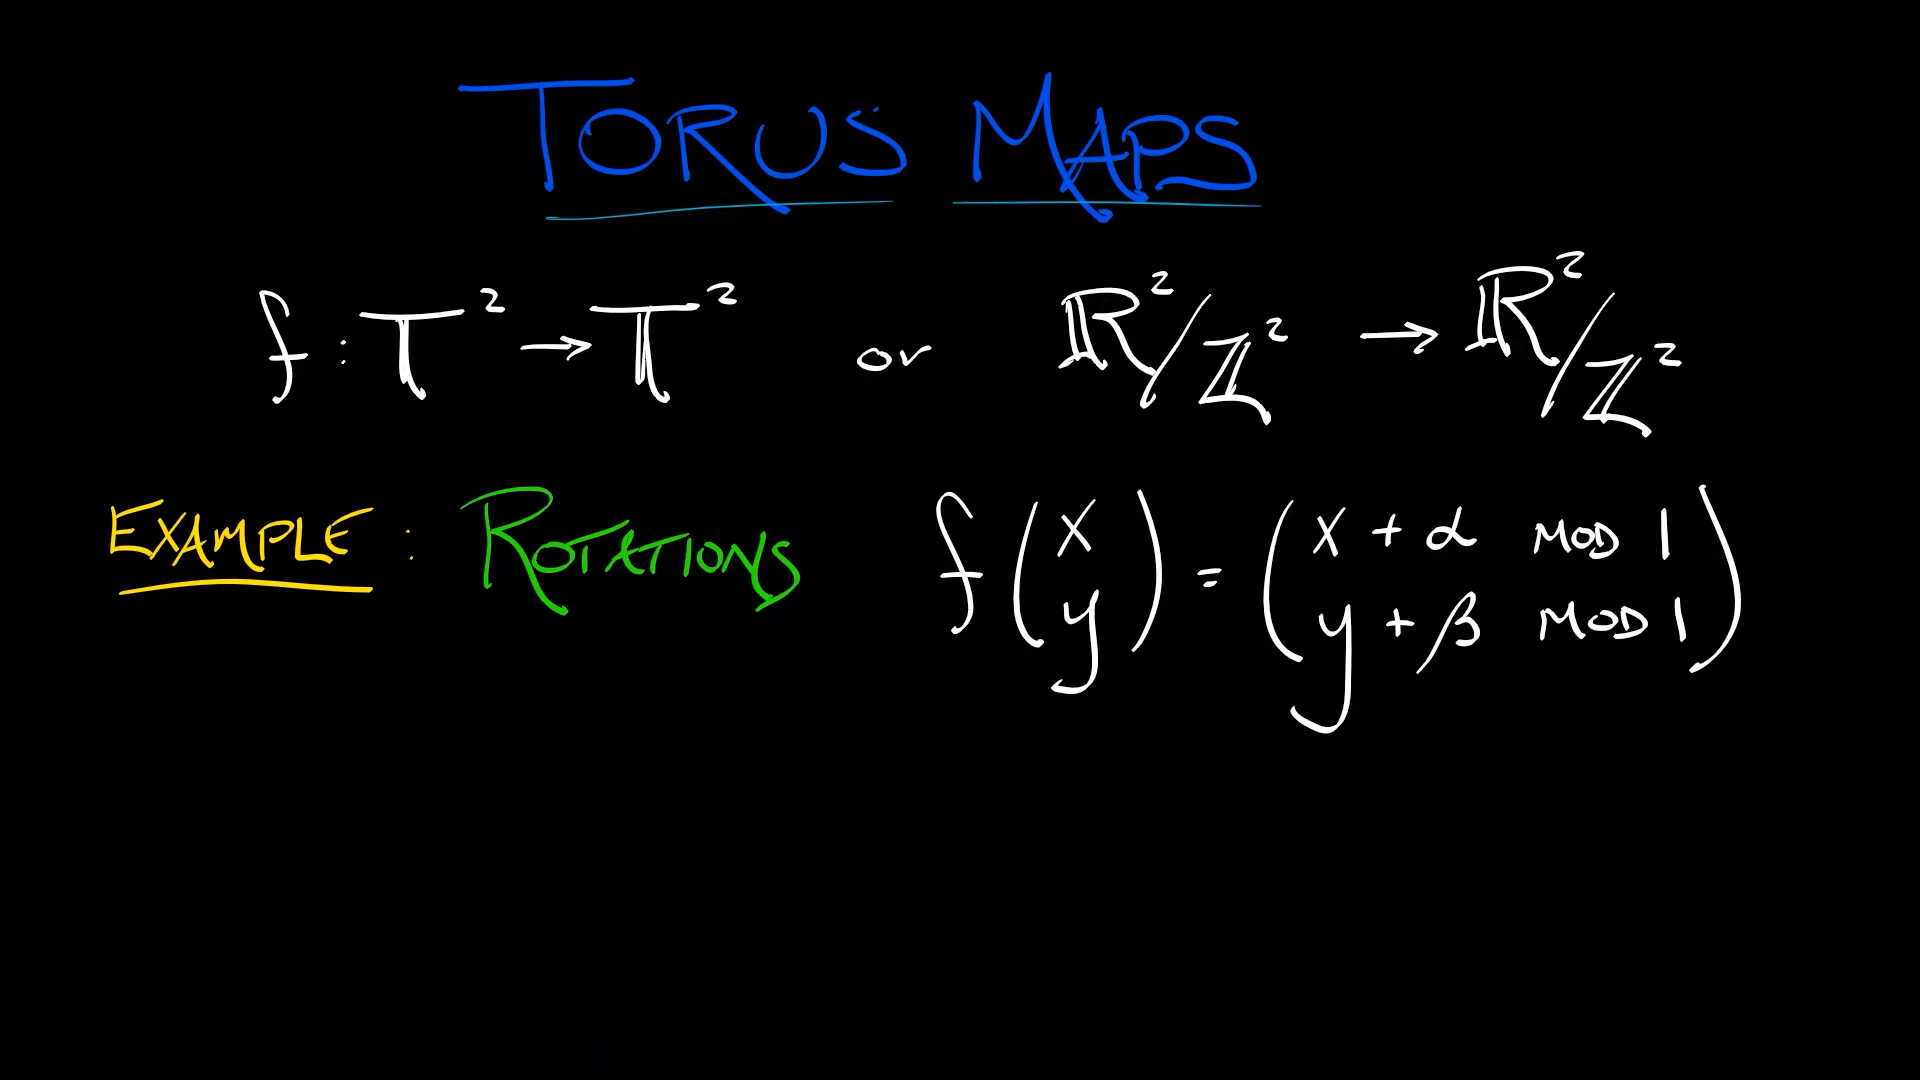 TORUS MAPS
f : 𝕋² → 𝕋² or ℝ²/ℤ² → ℝ²/ℤ²
EXAMPLE : ROTATIONS f(x y) = (x + α MOD 1 y + β MOD 1)